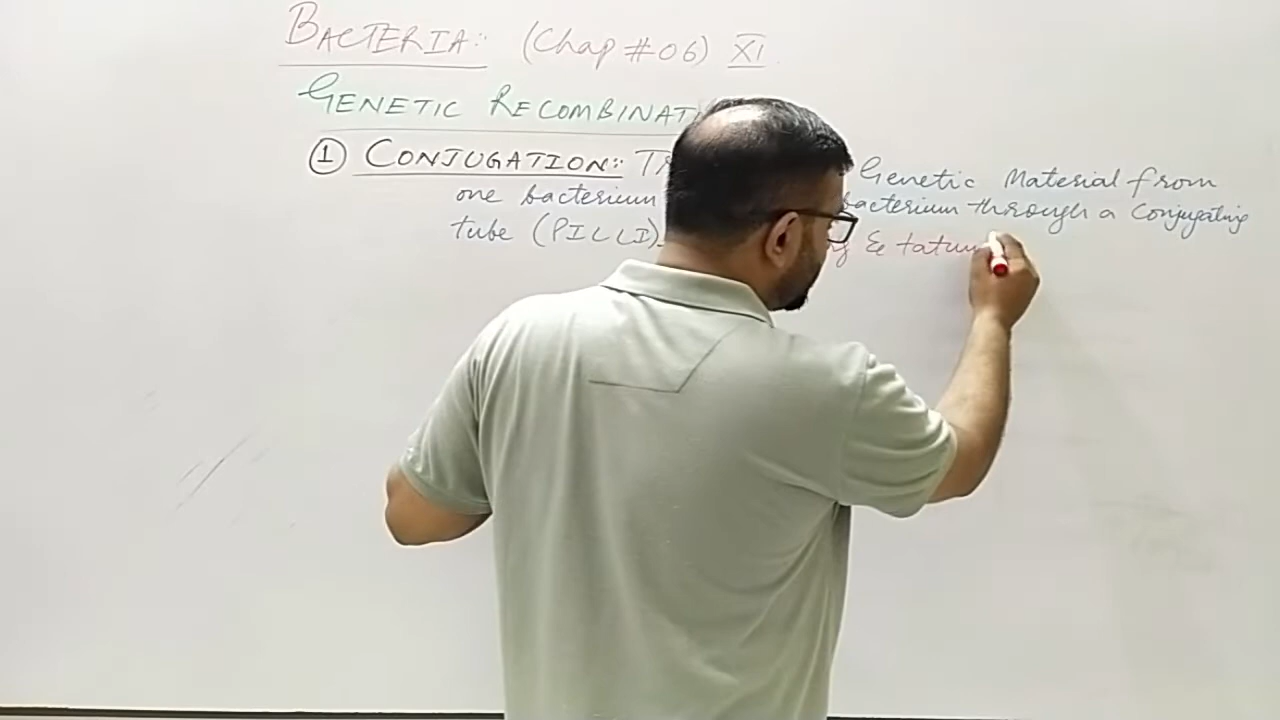 BACTERIA:- (Chap #06) XI
GENETIC RECOMBINAT
① CONJUGATION:- Genetic Material from
one bacterium bacterium through a Conjugating
tube (PILLI) & tatum